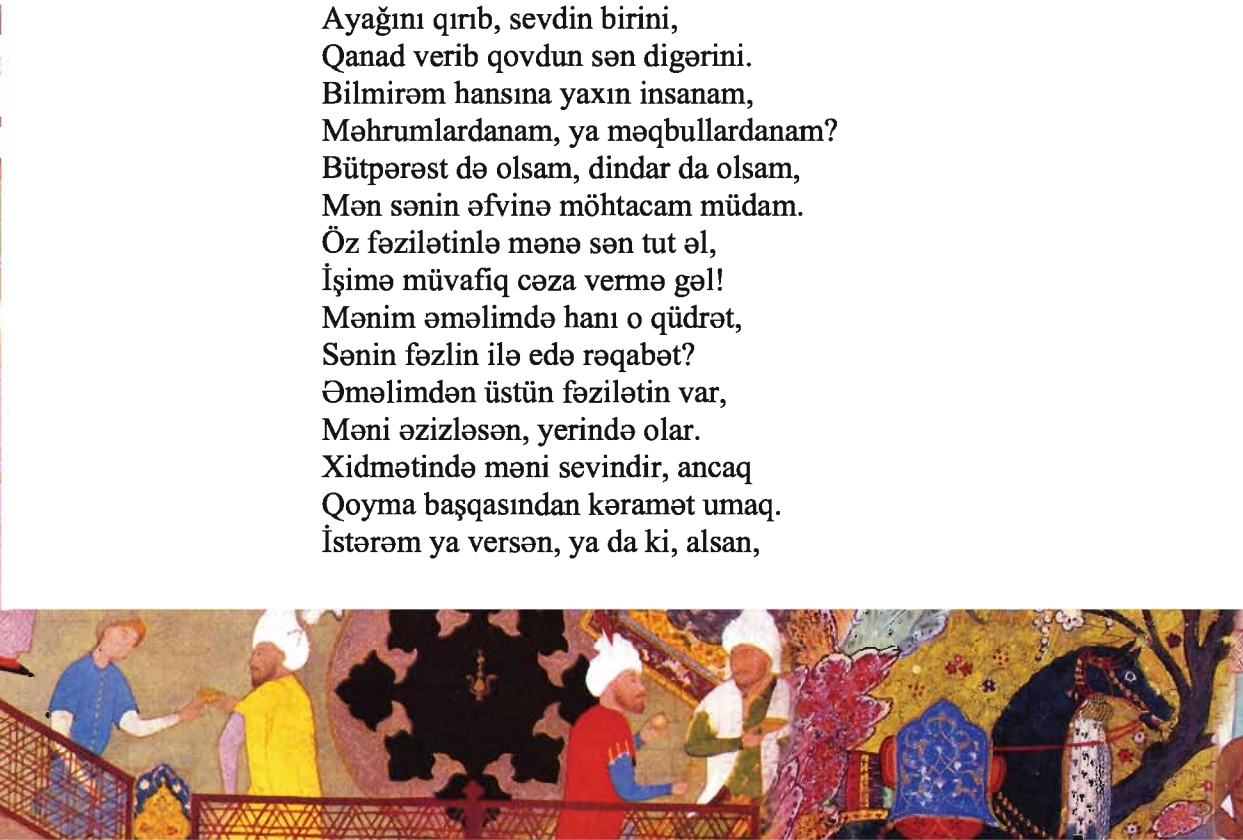 Ayağını qırıb, sevdin birini,
Qanad verib qovdun sən digərini.
Bilmirəm hansına yaxın insanam,
Məhrumlardanam, ya məqbullardanam?
Bütpərəst də olsam, dindar da olsam,
Mən sənin əfvinə möhtacam müdam.
Öz fəzilətinlə mənə sən tut əl,
İşimə müvafiq cəza vermə gəl!
Mənim əməlimdə hanı o qüdrət,
Sənin fəzlin ilə edə rəqabət?
Əməlimdən üstün fəzilətin var,
Məni əzizləsən, yerində olar.
Xidmətində məni sevindir, ancaq
Qoyma başqasından kəramət umaq.
İstərəm ya versən, ya da ki, alsan,